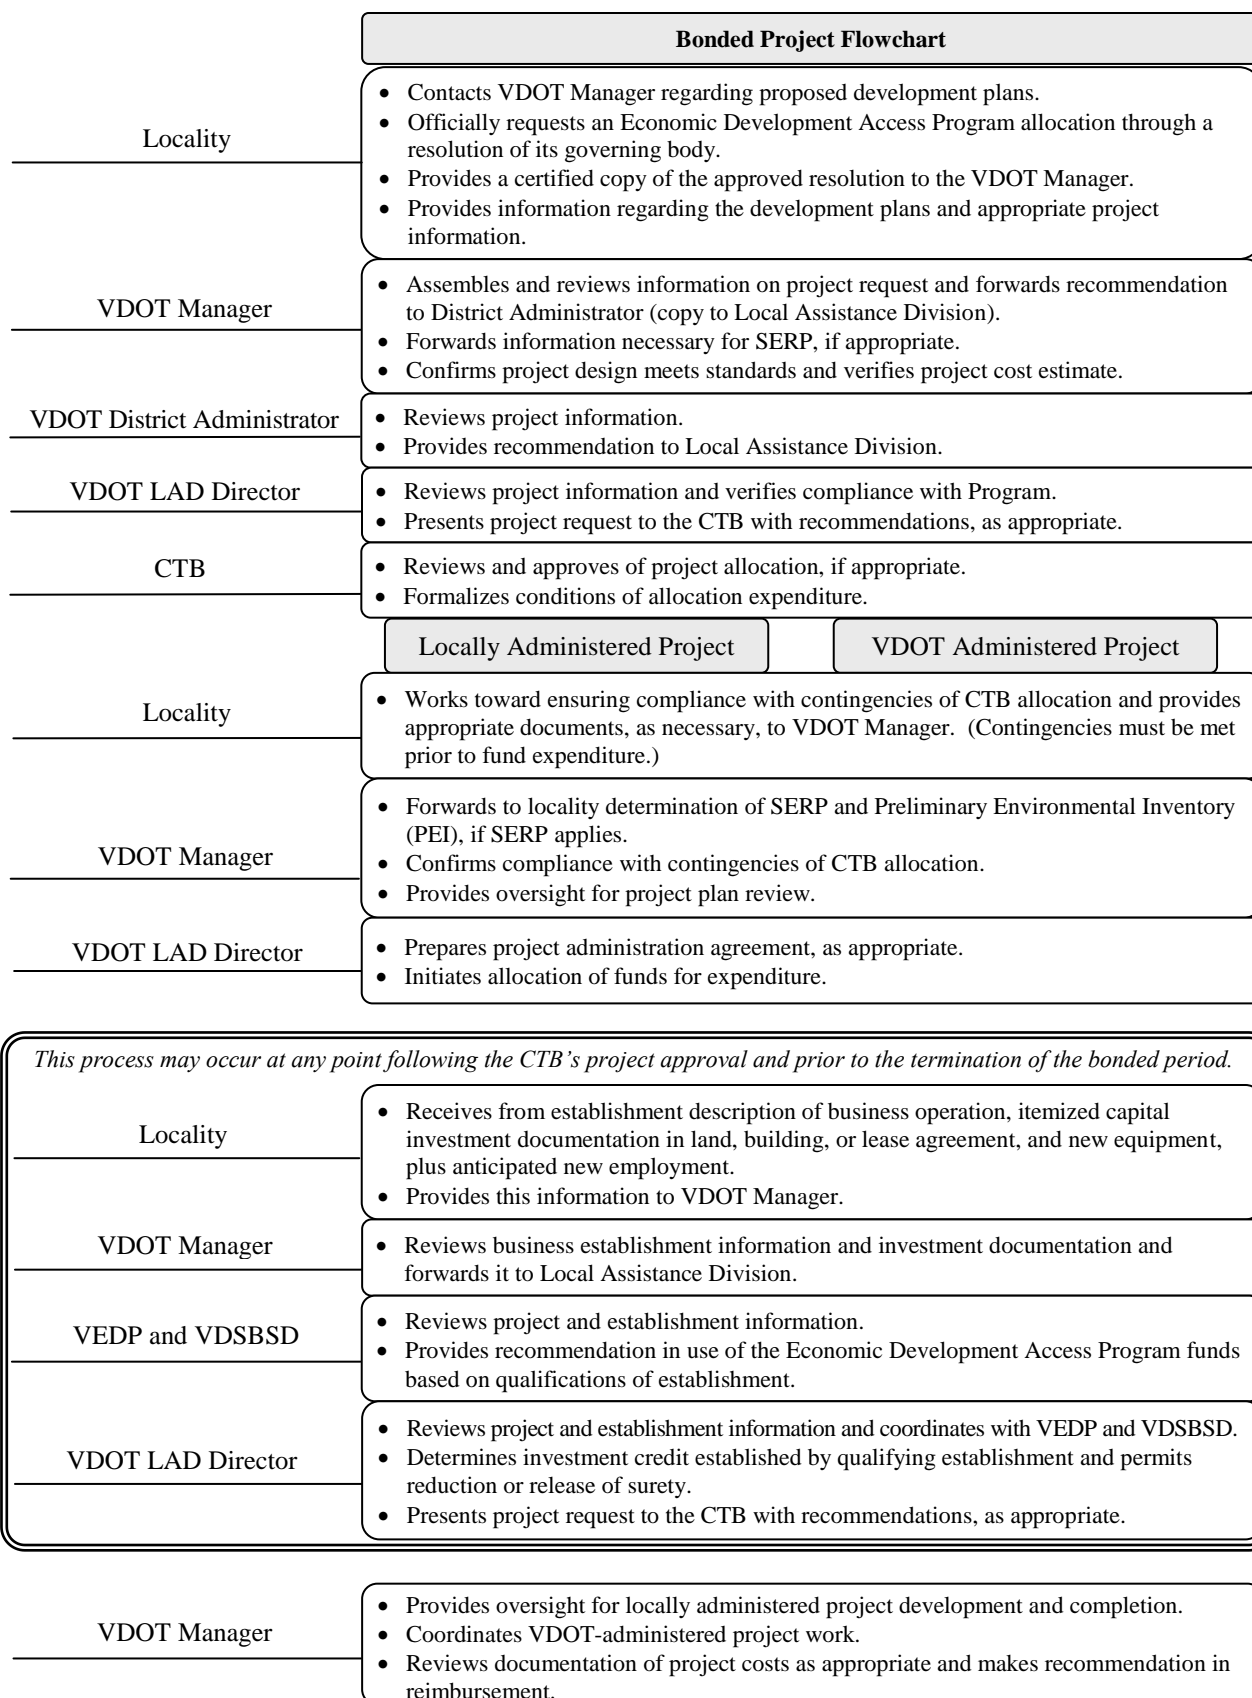 Bonded Project Flowchart
Locality
• Contacts VDOT Manager regarding proposed development plans.
• Officially requests an Economic Development Access Program allocation through a
resolution of its governing body.
• Provides a certified copy of the approved resolution to the VDOT Manager.
• Provides information regarding the development plans and appropriate project
information.
VDOT Manager
• Assembles and reviews information on project request and forwards recommendation
to District Administrator (copy to Local Assistance Division).
• Forwards information necessary for SERP, if appropriate.
• Confirms project design meets standards and verifies project cost estimate.
VDOT District Administrator
• Reviews project information.
• Provides recommendation to Local Assistance Division.
VDOT LAD Director
• Reviews project information and verifies compliance with Program.
• Presents project request to the CTB with recommendations, as appropriate.
CTB
• Reviews and approves of project allocation, if appropriate.
• Formalizes conditions of allocation expenditure.
Locally Administered Project
VDOT Administered Project
Locality
• Works toward ensuring compliance with contingencies of CTB allocation and provides
appropriate documents, as necessary, to VDOT Manager. (Contingencies must be met
prior to fund expenditure.)
VDOT Manager
• Forwards to locality determination of SERP and Preliminary Environmental Inventory
(PEI), if SERP applies.
• Confirms compliance with contingencies of CTB allocation.
• Provides oversight for project plan review.
VDOT LAD Director
• Prepares project administration agreement, as appropriate.
• Initiates allocation of funds for expenditure.
This process may occur at any point following the CTB’s project approval and prior to the termination of the bonded period.
Locality
• Receives from establishment description of business operation, itemized capital
investment documentation in land, building, or lease agreement, and new equipment,
plus anticipated new employment.
• Provides this information to VDOT Manager.
VDOT Manager
• Reviews business establishment information and investment documentation and
forwards it to Local Assistance Division.
VEDP and VDSBSD
• Reviews project and establishment information.
• Provides recommendation in use of the Economic Development Access Program funds
based on qualifications of establishment.
VDOT LAD Director
• Reviews project and establishment information and coordinates with VEDP and VDSBSD.
• Determines investment credit established by qualifying establishment and permits
reduction or release of surety.
• Presents project request to the CTB with recommendations, as appropriate.
VDOT Manager
• Provides oversight for locally administered project development and completion.
• Coordinates VDOT-administered project work.
• Reviews documentation of project costs as appropriate and makes recommendation in
reimbursement.